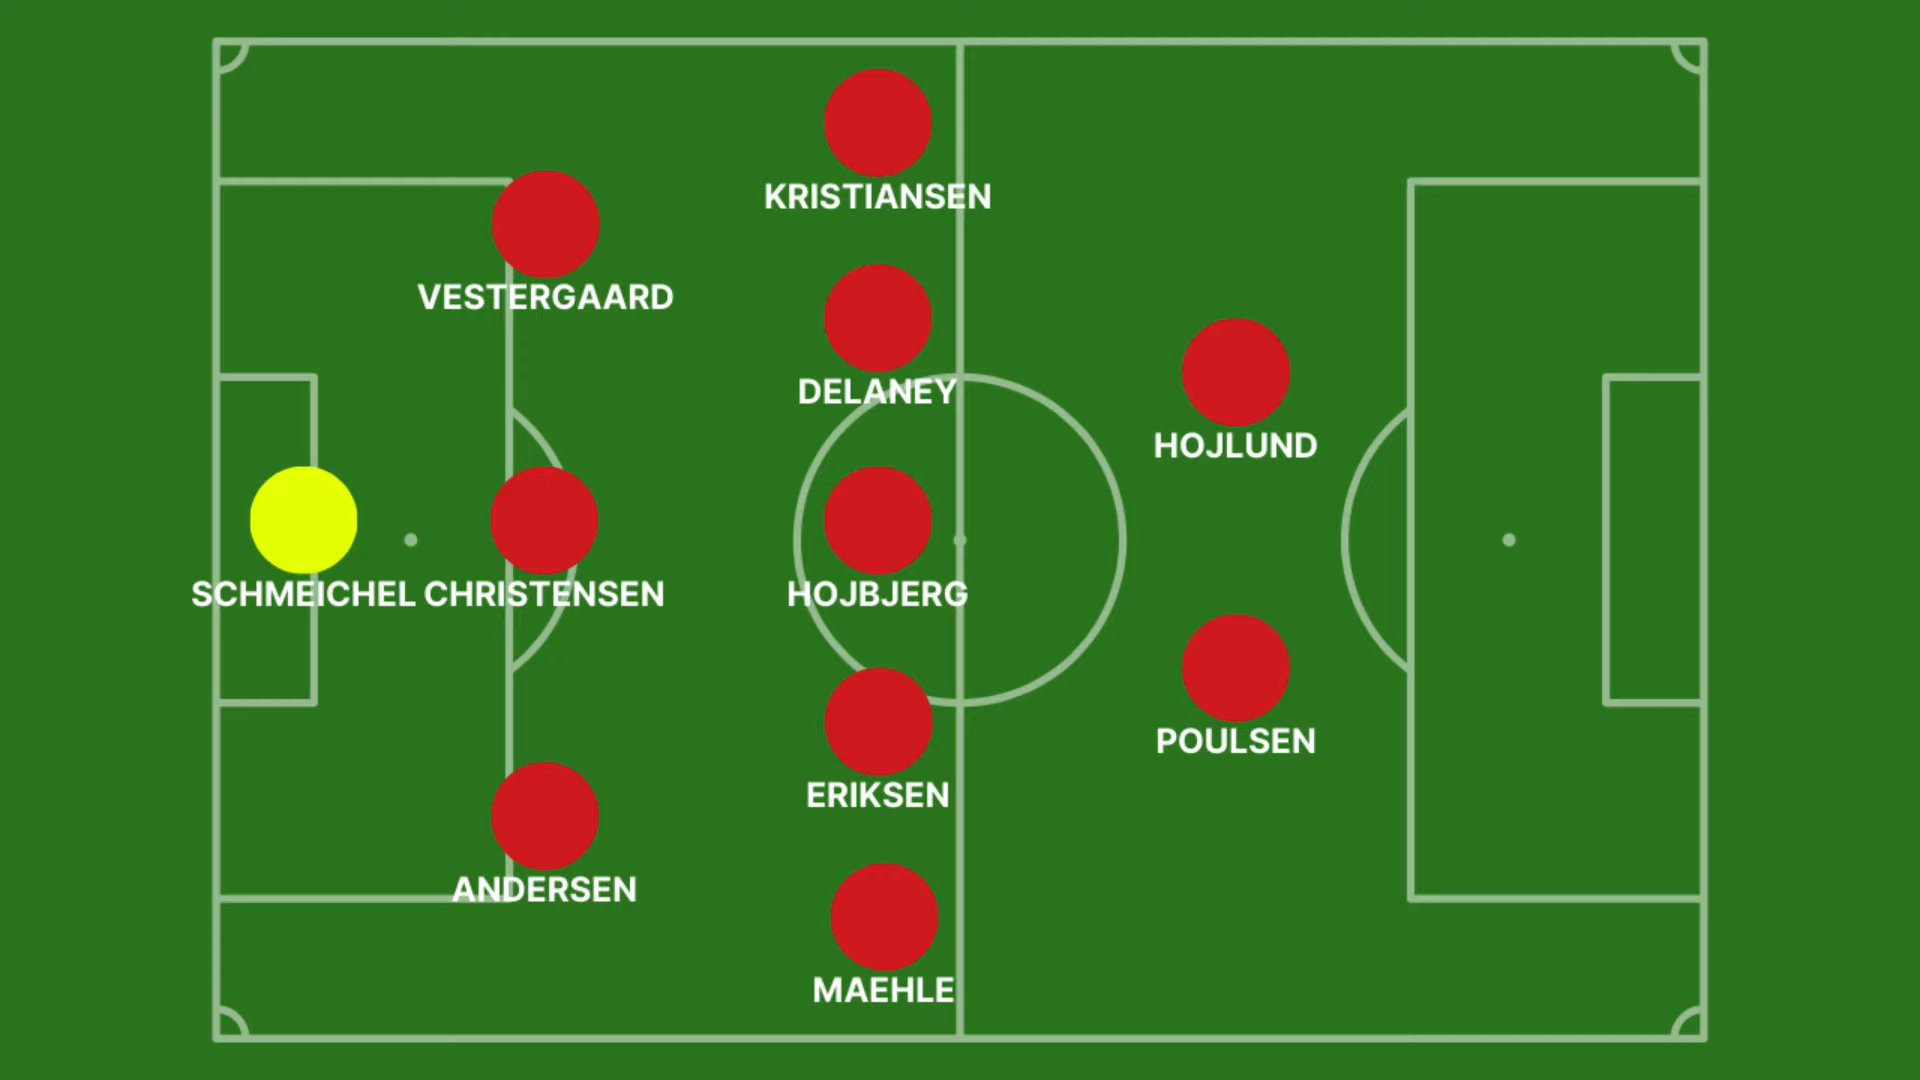 KRISTIANSEN
VESTERGAARD
DELANEY
HOJLUND
SCHMEICHEL CHRISTENSEN
HOJBJERG
POULSEN
ERIKSEN
ANDERSEN
MAEHLE